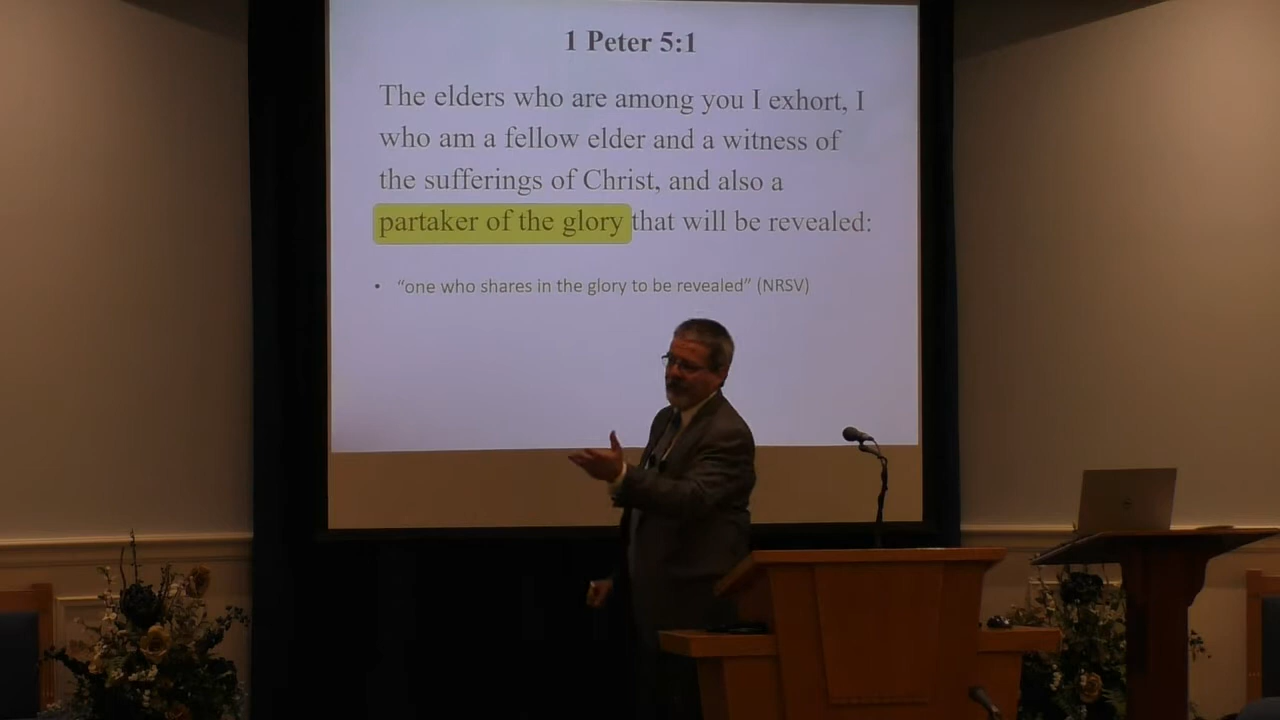 1 Peter 5:1
The elders who are among you I exhort, I
who am a fellow elder and a witness of
the sufferings of Christ, and also a
partaker of the glory that will be revealed:
• “one who shares in the glory to be revealed” (NRSV)